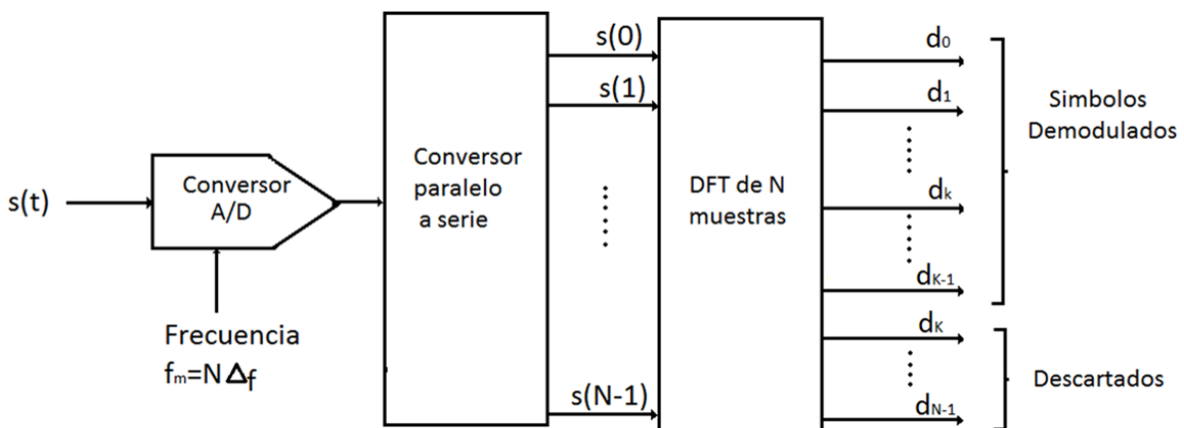 s(t)
Conversor
A/D
Frecuencia
fm=NΔf
Conversor
paralelo
a serie
s(0)
s(1)
s(N-1)
DFT de N
muestras
d0
d1
dk
dK-1
dK
dN-1
Simbolos
Demodulados
Descartados